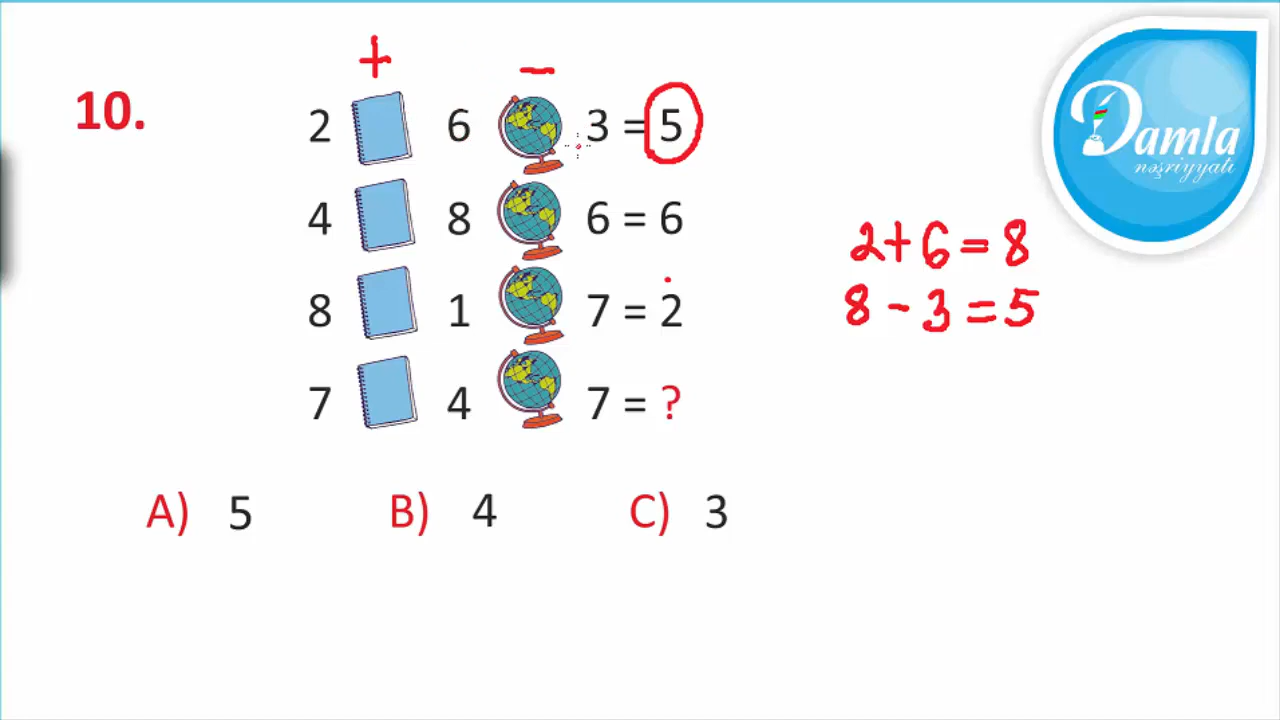 + −
10.
2 6 3 = 5
4 8 6 = 6
8 1 7 = 2
7 4 7 = ?
A) 5 B) 4 C) 3
Damla
nəşriyyatı
2+6=8
8-3=5